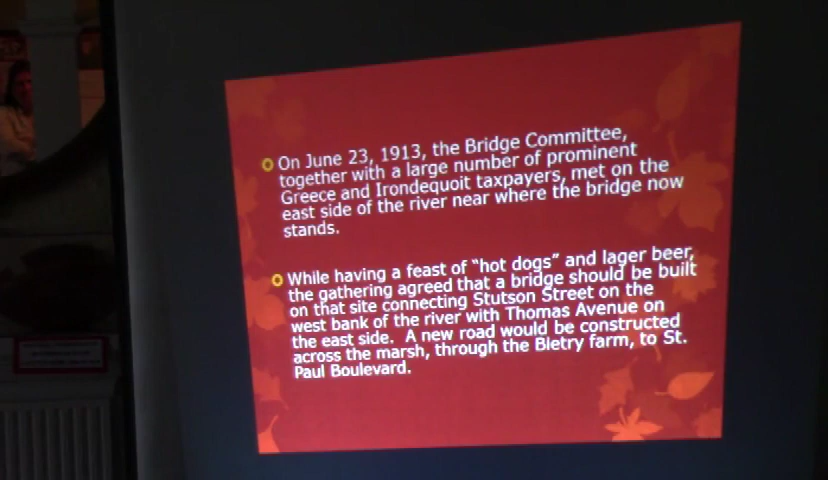 On June 23, 1913, the Bridge Committee,
together with a large number of prominent
Greece and Irondequoit taxpayers, met on the
east side of the river near where the bridge now
stands.
While having a feast of “hot dogs” and lager beer,
the gathering agreed that a bridge should be built
on that site connecting Stutson Street on the
west bank of the river with Thomas Avenue on
the east side.  A new road would be constructed
across the marsh, through the Bletry farm, to St.
Paul Boulevard.